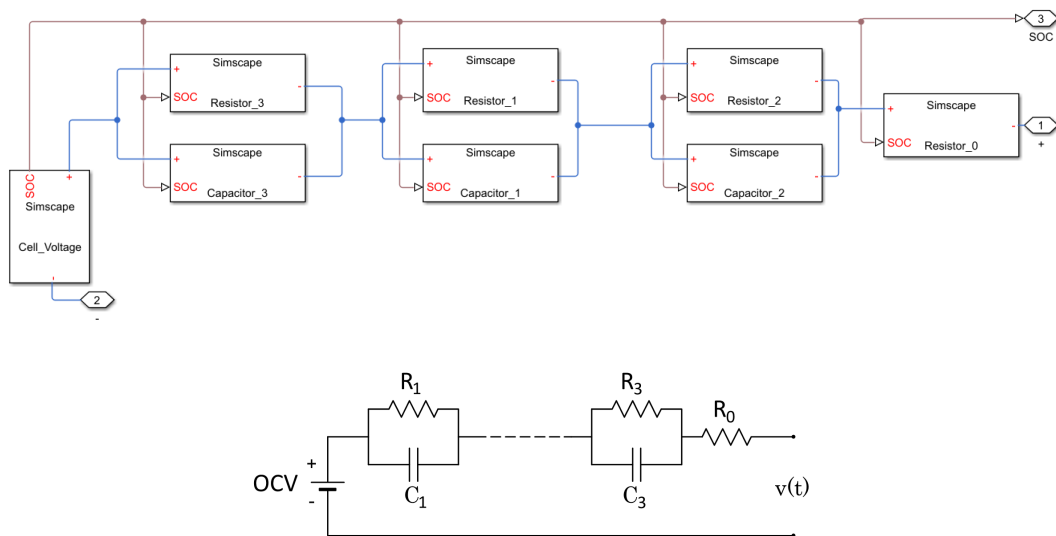 3
SOC
Simscape
+
-
SOC
Resistor_3
Simscape
+
-
SOC
Resistor_1
Simscape
+
-
SOC
Resistor_2
Simscape
+
-
SOC
Resistor_0
1
+
Simscape
+
-
SOC
Capacitor_3
Simscape
+
-
SOC
Capacitor_1
Simscape
+
-
SOC
Capacitor_2
SOC
+
Simscape
Cell_Voltage
-
2
-
R₁
R₃
R₀
+
OCV
-
C₁
C₃
v(t)